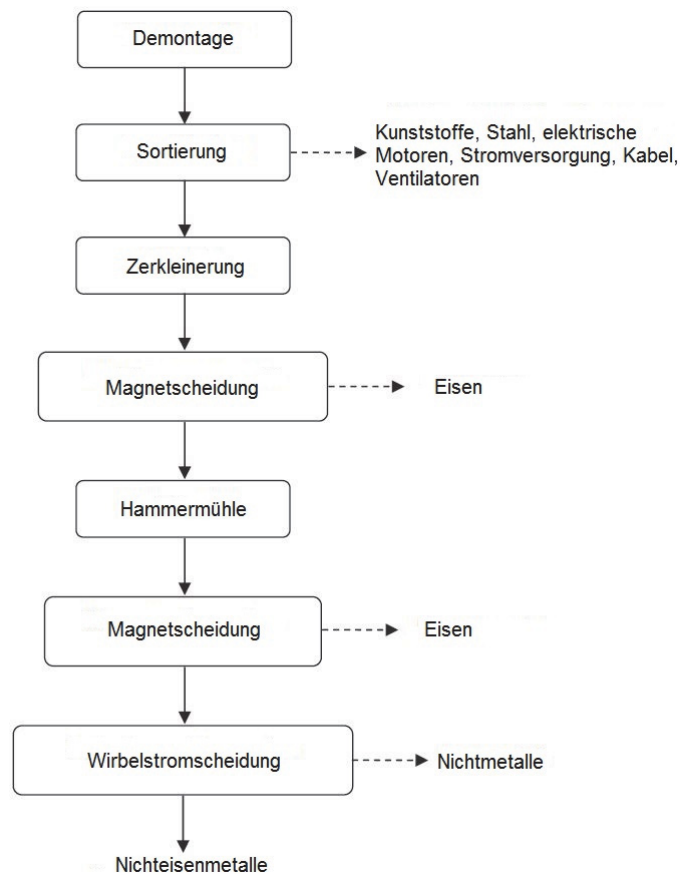 Demontage
Sortierung
Kunststoffe, Stahl, elektrische
Motoren, Stromversorgung, Kabel,
Ventilatoren
Zerkleinerung
Magnetscheidung
Eisen
Hammermühle
Magnetscheidung
Eisen
Wirbelstromscheidung
Nichtmetalle
Nichteisenmetalle